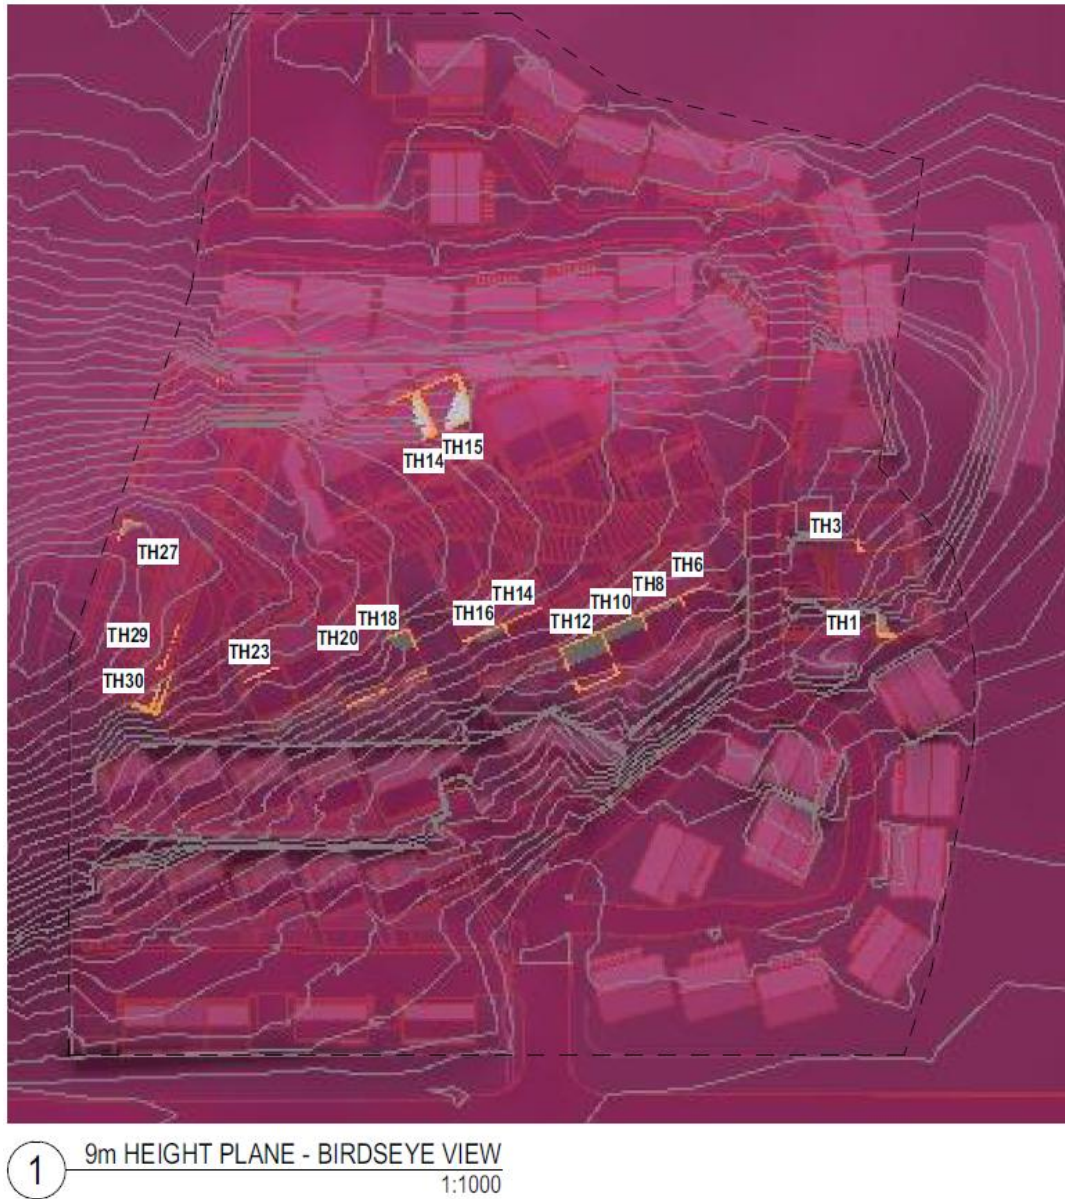 TH14
TH15
TH3
TH27
TH6
TH8
TH14
TH16
TH10
TH18
TH12
TH1
TH29
TH20
TH23
TH30
1
9m HEIGHT PLANE - BIRDSEYE VIEW
1:1000